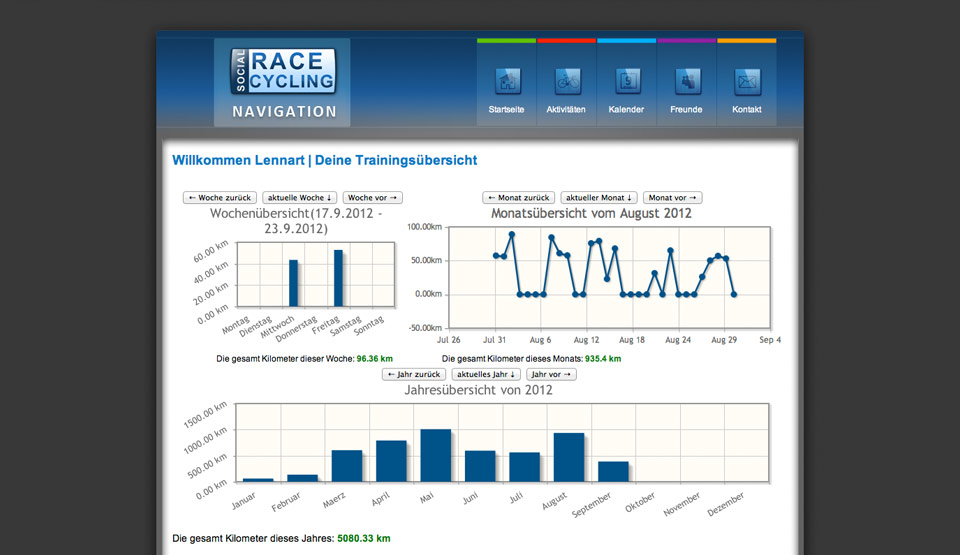 SOCIAL
RACE
CYCLING
NAVIGATION
Startseite Aktivitäten Kalender Freunde Kontakt
Willkommen Lennart | Deine Trainingsübersicht
← Woche zurück aktuelle Woche ↓ Woche vor →
Wochenübersicht(17.9.2012 -
23.9.2012)
60.00 km
40.00 km
20.00 km
0.00 km
Montag Dienstag Mittwoch Donnerstag Freitag Samstag Sonntag
Die gesamt Kilometer dieser Woche: 96.36 km
← Monat zurück aktueller Monat ↓ Monat vor →
Monatsübersicht vom August 2012
100.00km
50.00km
0.00km
-50.00km
Jul 26 Jul 31 Aug 6 Aug 12 Aug 18 Aug 24 Aug 29 Sep 4
Die gesamt Kilometer dieses Monats: 935.4 km
← Jahr zurück aktuelles Jahr ↓ Jahr vor →
Jahresübersicht von 2012
1500.00 km
1000.00 km
500.00 km
0.00 km
Januar Februar Maerz April Mai Juni Juli August September Oktober November Dezember
Die gesamt Kilometer dieses Jahres: 5080.33 km